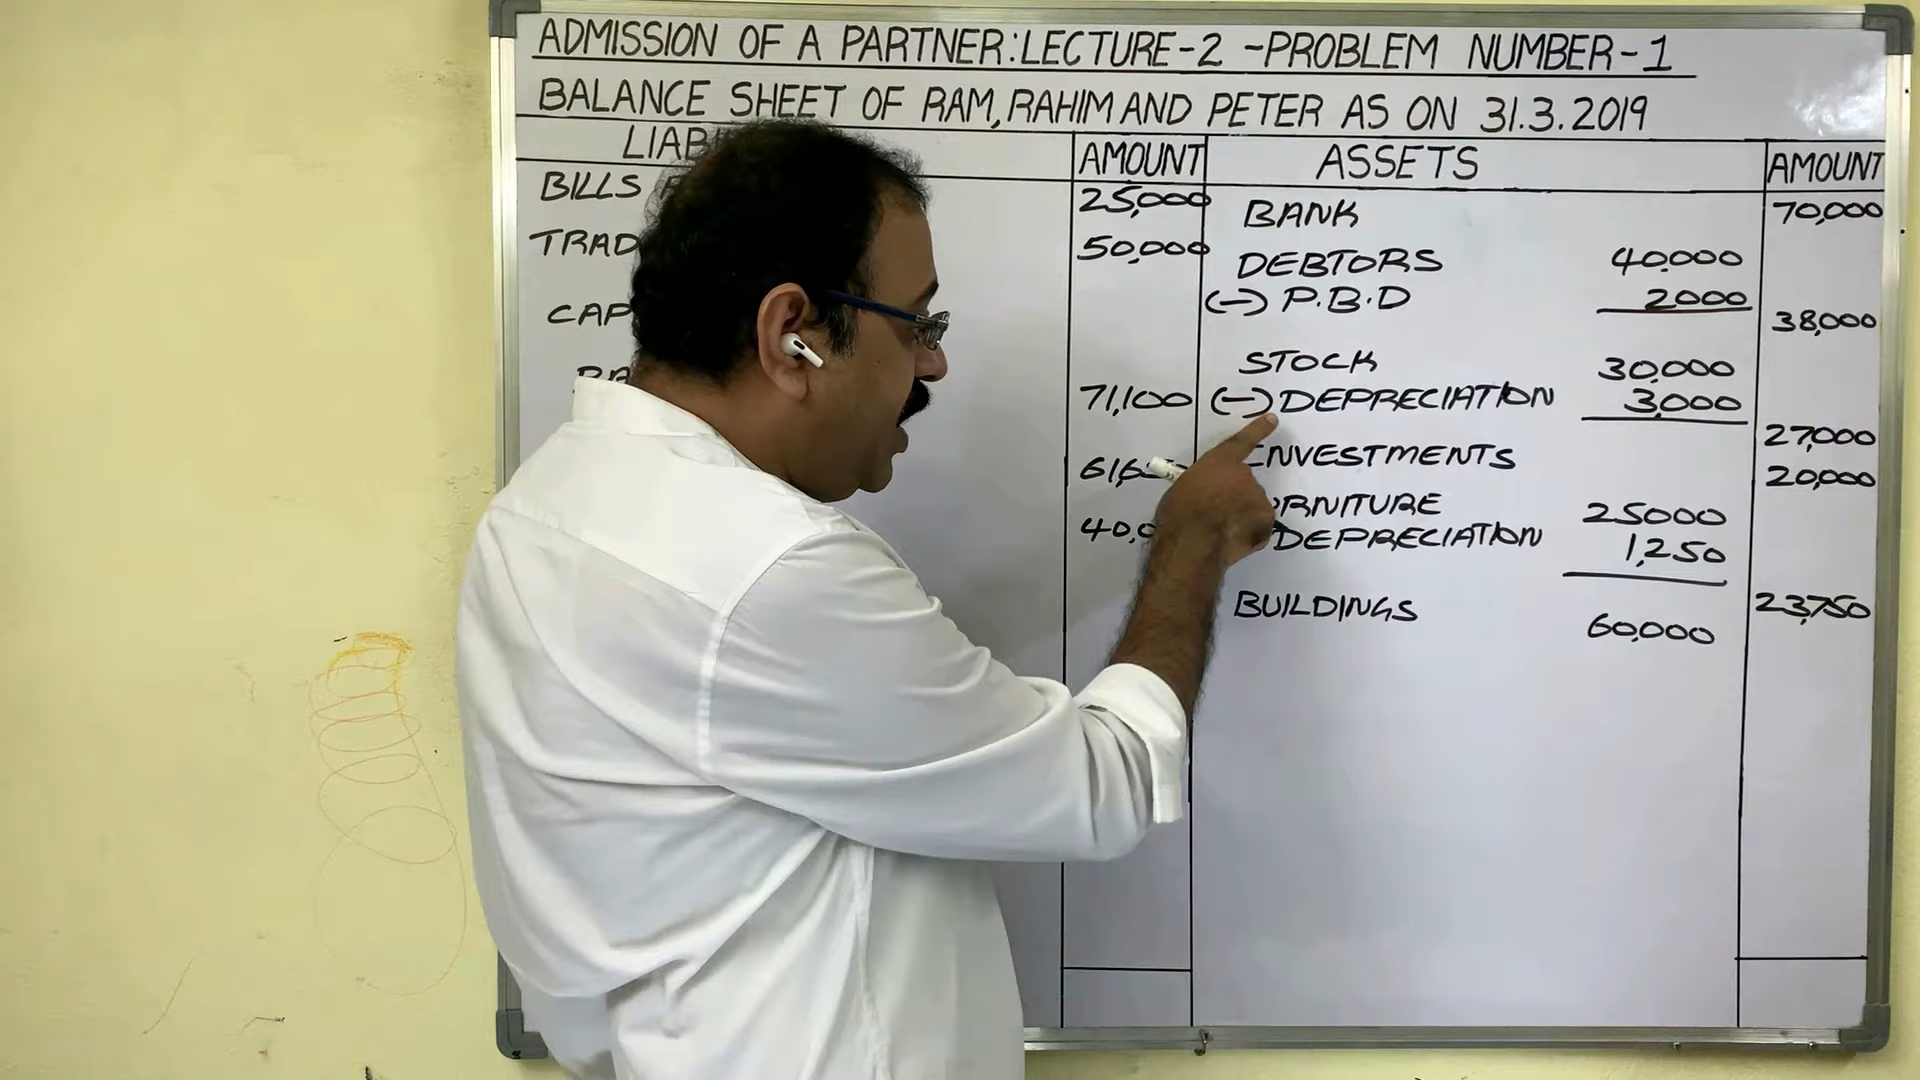 ADMISSION OF A PARTNER:LECTURE-2 -PROBLEM NUMBER-1
BALANCE SHEET OF RAM, RAHIM AND PETER AS ON 31.3.2019
AMOUNT ASSETS AMOUNT
BILLS 25,000 BANK 70,000
50,000 DEBTORS 40,000
(-) P.B.D 2000 38,000
STOCK 30,000
71,100 (-) DEPRECIATION 3,000 27,000
INVESTMENTS 20,000
25000
DEPRECIATION 1,250 23,750
BUILDINGS 60,000